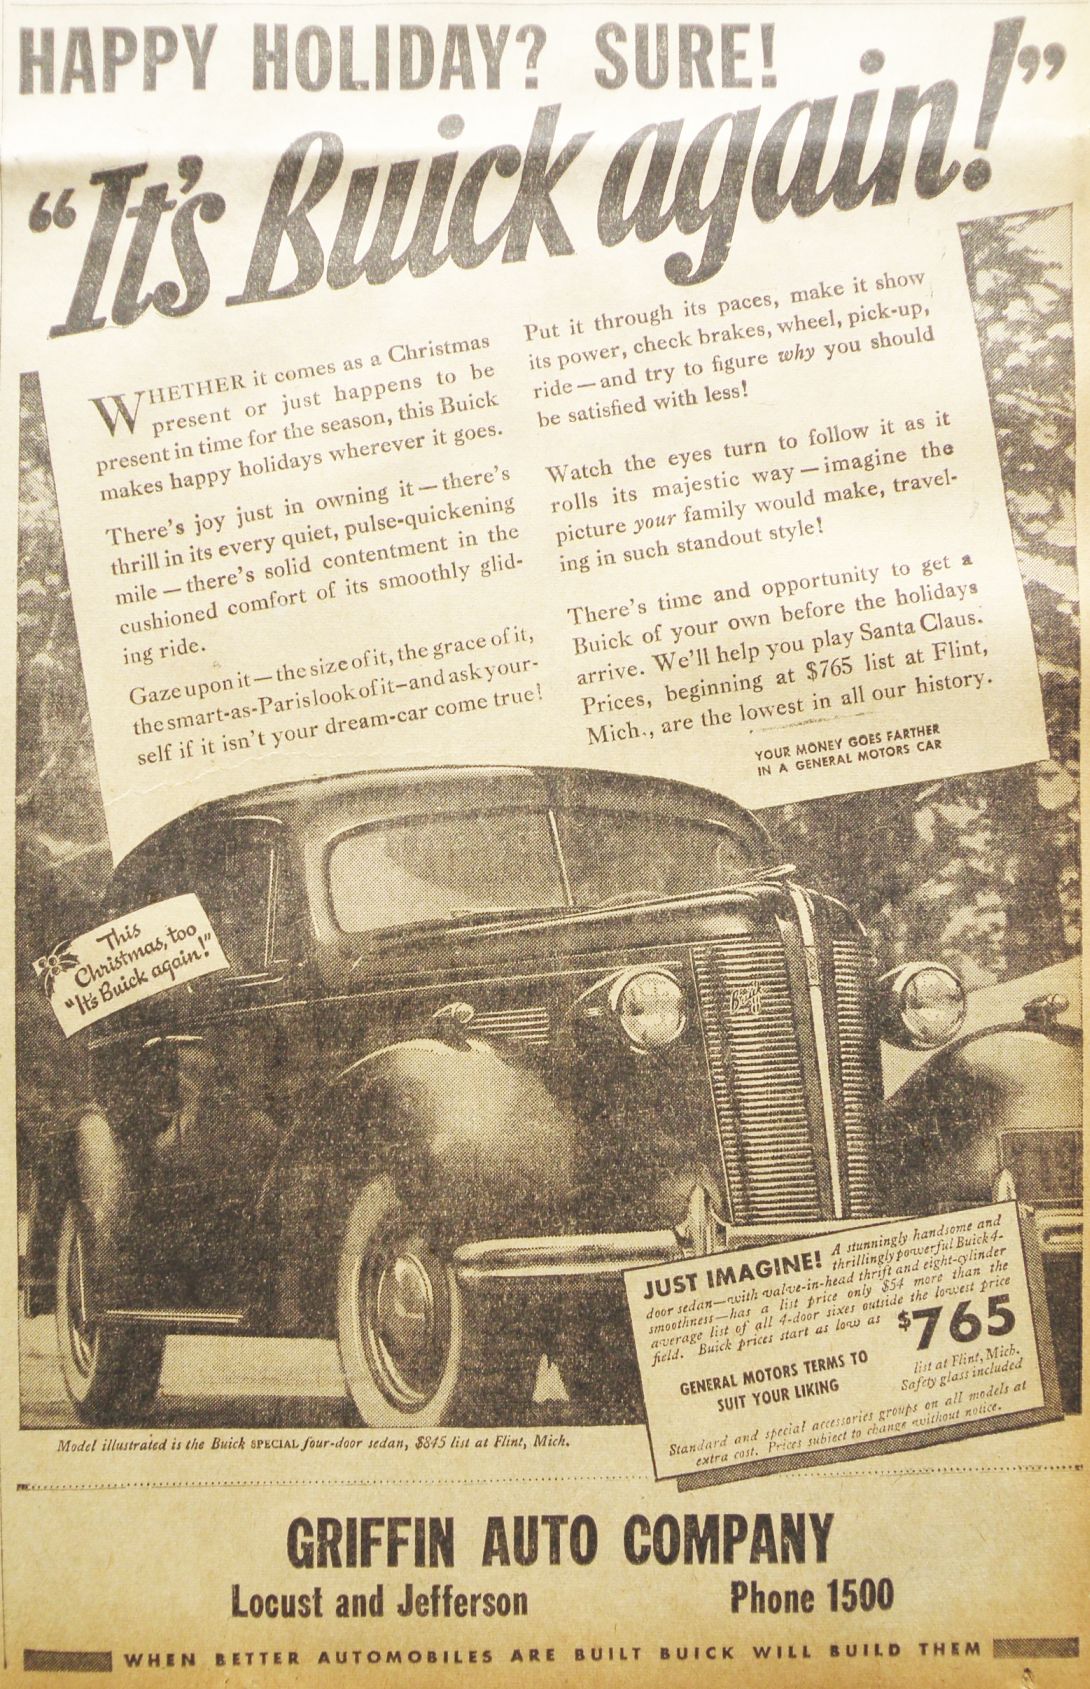 HAPPY HOLIDAY? SURE!
"It's Buick again!"
WHETHER it comes as a Christmas
present or just happens to be
present in time for the season, this Buick
makes happy holidays wherever it goes.
There's joy just in owning it—there's
thrill in its every quiet, pulse-quickening
mile—there's solid contentment in the
cushioned comfort of its smoothly glid-
ing ride.
Gaze upon it—the size of it, the grace of it,
the smart-as-Paris look of it—and ask your-
self if it isn't your dream-car come true!
Put it through its paces, make it show
its power, check brakes, wheel, pick-up,
ride—and try to figure why you should
be satisfied with less!
Watch the eyes turn to follow it as it
rolls its majestic way—imagine the
picture your family would make, travel-
ing in such standout style!
There's time and opportunity to get a
Buick of your own before the holidays
arrive. We'll help you play Santa Claus.
Prices, beginning at $765 list at Flint,
Mich., are the lowest in all our history.
YOUR MONEY GOES FARTHER
IN A GENERAL MOTORS CAR
This
Christmas, too
"It's Buick again!"
Buick
8
JUST IMAGINE! A stunningly handsome and
thrillingly powerful Buick 4-
door sedan—with valve-in-head thrift and eight-cylinder
smoothness—has a list price only $54 more than the
average list of all 4-door sixes outside the lowest price
field. Buick prices start as low as $765
list at Flint, Mich.
Safety glass included
GENERAL MOTORS TERMS TO
SUIT YOUR LIKING
Standard and special accessories groups on all models at
extra cost. Prices subject to change without notice.
Model illustrated is the Buick SPECIAL four-door sedan, $845 list at Flint, Mich.
GRIFFIN AUTO COMPANY
Locust and Jefferson Phone 1500
WHEN BETTER AUTOMOBILES ARE BUILT BUICK WILL BUILD THEM